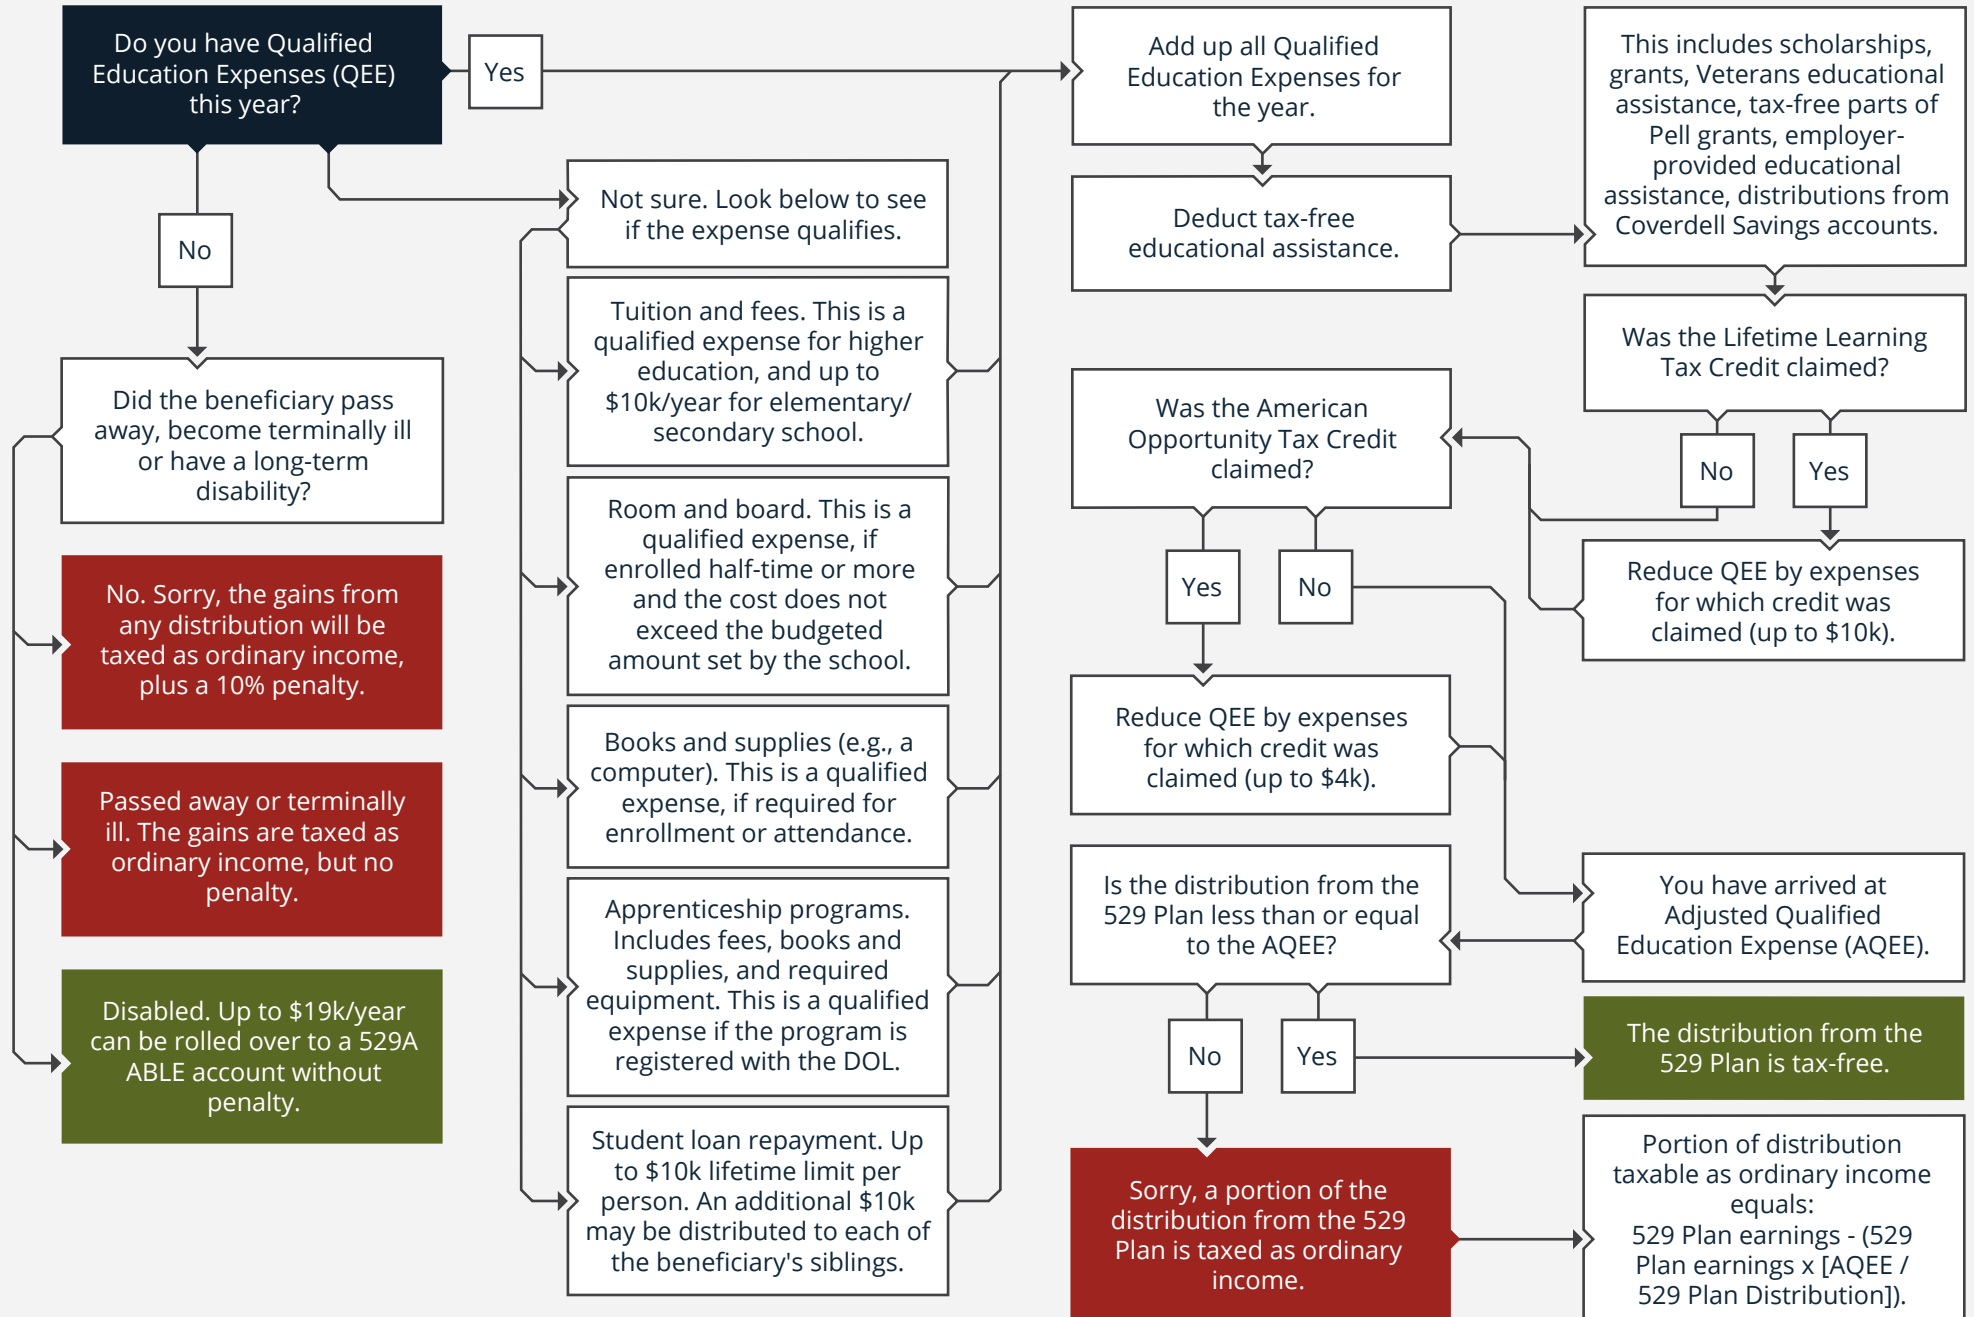 Do you have Qualified
Education Expenses (QEE)
this year?
Yes
No
Did the beneficiary pass
away, become terminally ill
or have a long-term
disability?
No. Sorry, the gains from
any distribution will be
taxed as ordinary income,
plus a 10% penalty.
Passed away or terminally
ill. The gains are taxed as
ordinary income, but no
penalty.
Disabled. Up to $19k/year
can be rolled over to a 529A
ABLE account without
penalty.
Not sure. Look below to see
if the expense qualifies.
Tuition and fees. This is a
qualified expense for higher
education, and up to
$10k/year for elementary/
secondary school.
Room and board. This is a
qualified expense, if
enrolled half-time or more
and the cost does not
exceed the budgeted
amount set by the school.
Books and supplies (e.g., a
computer). This is a qualified
expense, if required for
enrollment or attendance.
Apprenticeship programs.
Includes fees, books and
supplies, and required
equipment. This is a qualified
expense if the program is
registered with the DOL.
Student loan repayment. Up
to $10k lifetime limit per
person. An additional $10k
may be distributed to each of
the beneficiary's siblings.
Add up all Qualified
Education Expenses for
the year.
Deduct tax-free
educational assistance.
This includes scholarships,
grants, Veterans educational
assistance, tax-free parts of
Pell grants, employer-
provided educational
assistance, distributions from
Coverdell Savings accounts.
Was the Lifetime Learning
Tax Credit claimed?
No
Yes
Reduce QEE by expenses
for which credit was
claimed (up to $10k).
Was the American
Opportunity Tax Credit
claimed?
Yes
No
Reduce QEE by expenses
for which credit was
claimed (up to $4k).
You have arrived at
Adjusted Qualified
Education Expense (AQEE).
Is the distribution from the
529 Plan less than or equal
to the AQEE?
No
Yes
The distribution from the
529 Plan is tax-free.
Sorry, a portion of the
distribution from the 529
Plan is taxed as ordinary
income.
Portion of distribution
taxable as ordinary income
equals:
529 Plan earnings - (529
Plan earnings x [AQEE /
529 Plan Distribution]).